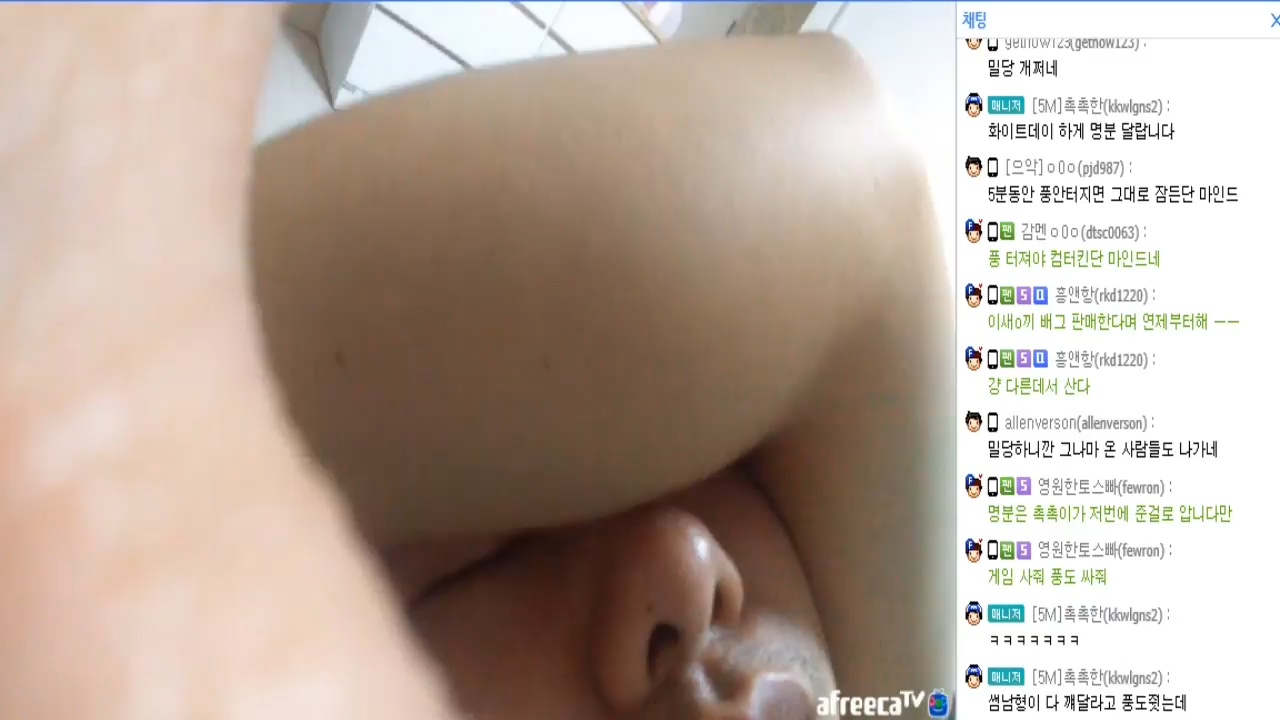 채팅
gethow123(gethow123) :
밀당 개쩌네
매니저 [5M]촉촉한(kkwlgns2) :
화이트데이 하게 명분 달랍니다
[으악]ㅇ0ㅇ(pjd987) :
5분동안 풍안터지면 그대로 잠든단 마인드
팬 감멘ㅇ0ㅇ(dtsc0063) :
풍 터져야 컴터킨단 마인드네
팬 S 흥앤항(rkd1220) :
이새o끼 배그 판매한다며 연제부터해 ㅡㅡ
팬 S 흥앤항(rkd1220) :
걍 다른데서 산다
allenverson(allenverson) :
밀당하니깐 그나마 온 사람들도 나가네
팬 S 영원한토스빠(fewron) :
명분은 촉촉이가 저번에 준걸로 압니다만
팬 S 영원한토스빠(fewron) :
게임 사줘 풍도 싸줘
매니저 [5M]촉촉한(kkwlgns2) :
ㅋㅋㅋㅋㅋㅋㅋ
매니저 [5M]촉촉한(kkwlgns2) :
썸남형이 다 깨달라고 풍도줫는데
afreecaTV